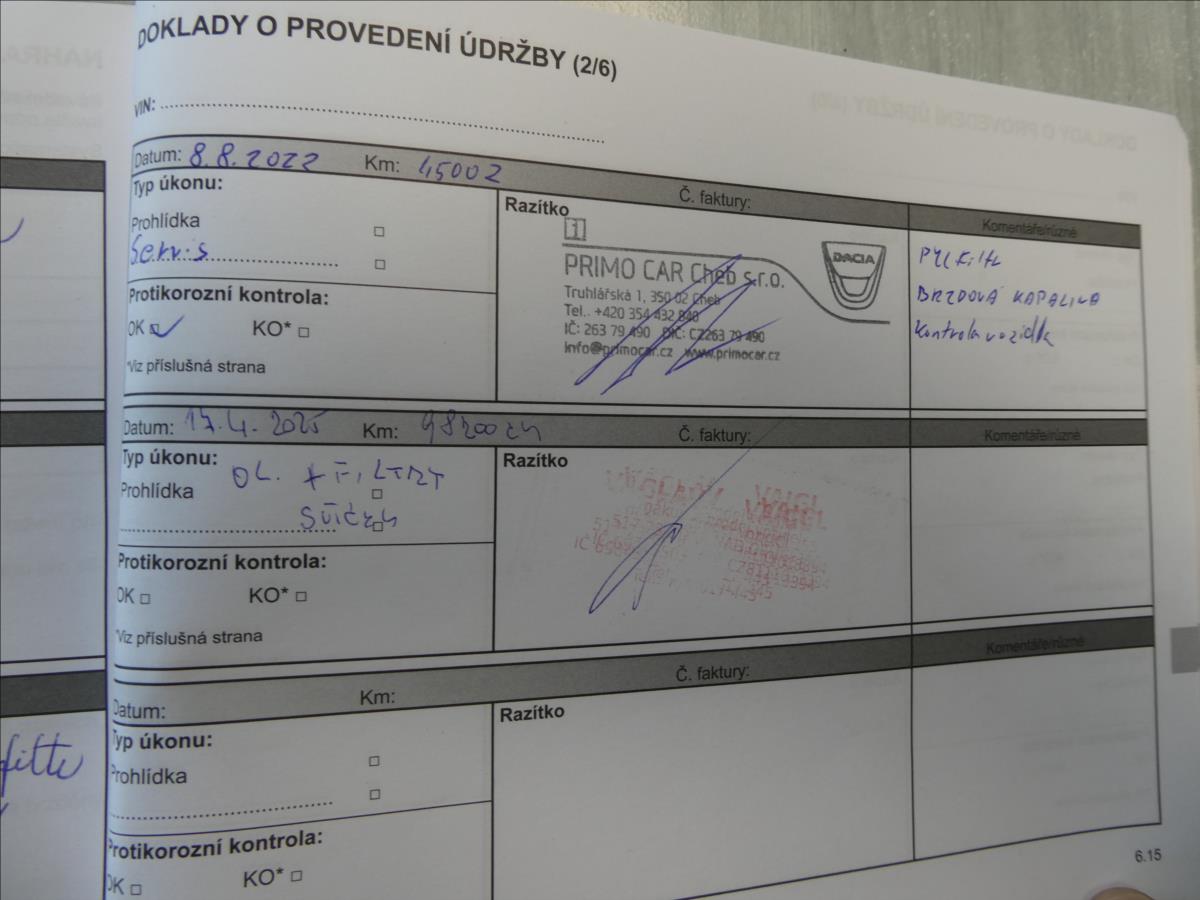 DOKLADY O PROVEDENÍ ÚDRŽBY (2/6)
VIN:
Datum: 8.8.2022 Km: 45002 Č. faktury:
Komentáře/různé
Typ úkonu:
Prohlídka
Servis
Protikorozní kontrola:
OK KO*
*Viz příslušná strana
Razítko
1
PRIMO CAR Cheb s.r.o.
Truhlářská 1, 350 02 Cheb
Tel.. +420 354 432 840
IČ: 263 79 490 DIČ: CZ263 79 490
info@primocar.cz www.primocar.cz
DACIA
PYL Filtr
BRZDOVÁ KAPALINA
Kontrola vozidla
Datum: 17.4. 2025 Km: 98200 Č. faktury:
Komentáře/různé
Typ úkonu:
OL. + FILTRY
Prohlídka
Protikorozní kontrola:
OK KO*
*Viz příslušná strana
Razítko
VAIGL
Datum: Km: Č. faktury:
Komentáře/různé
Typ úkonu:
Prohlídka
Protikorozní kontrola:
OK KO*
Razítko
6.15